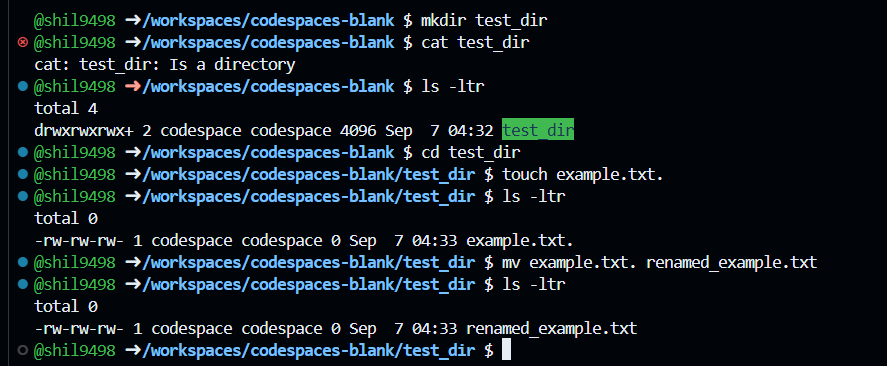 @shil9498 ➜/workspaces/codespaces-blank $ mkdir test_dir
@shil9498 ➜/workspaces/codespaces-blank $ cat test_dir
cat: test_dir: Is a directory
@shil9498 ➜/workspaces/codespaces-blank $ ls -ltr
total 4
drwxrwxrwx+ 2 codespace codespace 4096 Sep  7 04:32 test_dir
@shil9498 ➜/workspaces/codespaces-blank $ cd test_dir
@shil9498 ➜/workspaces/codespaces-blank/test_dir $ touch example.txt.
@shil9498 ➜/workspaces/codespaces-blank/test_dir $ ls -ltr
total 0
-rw-rw-rw- 1 codespace codespace 0 Sep  7 04:33 example.txt.
@shil9498 ➜/workspaces/codespaces-blank/test_dir $ mv example.txt. renamed_example.txt
@shil9498 ➜/workspaces/codespaces-blank/test_dir $ ls -ltr
total 0
-rw-rw-rw- 1 codespace codespace 0 Sep  7 04:33 renamed_example.txt
@shil9498 ➜/workspaces/codespaces-blank/test_dir $